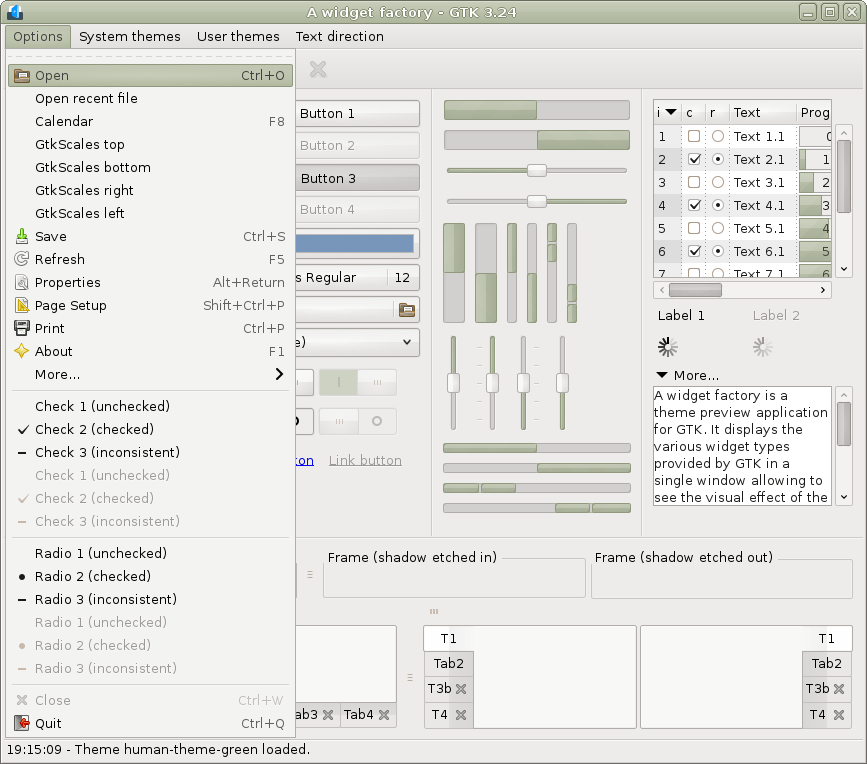 A widget factory - GTK 3.24
Options System themes User themes Text direction
Open Ctrl+O
Open recent file
Calendar F8
GtkScales top
GtkScales bottom
GtkScales right
GtkScales left
Save Ctrl+S
Refresh F5
Properties Alt+Return
Page Setup Shift+Ctrl+P
Print Ctrl+P
About F1
More...
Check 1 (unchecked)
Check 2 (checked)
Check 3 (inconsistent)
Check 1 (unchecked)
Check 2 (checked)
Check 3 (inconsistent)
Radio 1 (unchecked)
Radio 2 (checked)
Radio 3 (inconsistent)
Radio 1 (unchecked)
Radio 2 (checked)
Radio 3 (inconsistent)
Close Ctrl+W
Quit Ctrl+Q
Button 1
Button 2
Button 3
Button 4
s Regular 12
e)
on Link button
i c r Text Prog
1 Text 1.1 0
2 Text 2.1 1
3 Text 3.1 2
4 Text 4.1 3
5 Text 5.1 4
6 Text 6.1 5
7 Text 7.1 6
Label 1 Label 2
More...
A widget factory is a
theme preview application
for GTK. It displays the
various widget types
provided by GTK in a
single window allowing to
see the visual effect of the
Frame (shadow etched in) Frame (shadow etched out)
ab3 Tab4
T1
Tab2
T3b
T4
T1
Tab2
T3b
T4
19:15:09 - Theme human-theme-green loaded.